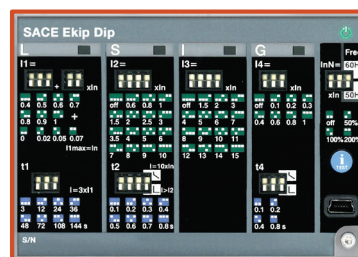 SACE Ekip Dip
L S I G
I1= I2= I3= I4= Fre
+ xIn xIn xIn xIn InN= 60H
xIn 50H
0.4 0.5 0.6 0.7
0.8 0.9 1 +
0 0.02 0.05 0.07
I1max=In
off 0.6 0.8 1
1.5 2 2.5 3
3.5 4 5 6
7 8 9 10
off 1.5 2 3
4 5 6 7
8 9 10 11
12 13 14 15
off 0.1 0.2 0.3
0.4 0.6 0.8 1
off 50%
100% 200%
TEST
t1
I=3xI1
3 12 24 36
48 72 108 144 s
t2
I=10xIn
I>I2
0.1 0.2 0.3 0.4
0.5 0.6 0.7 0.8s
t4
0.1 0.2
0.4 0.8 s
S/N